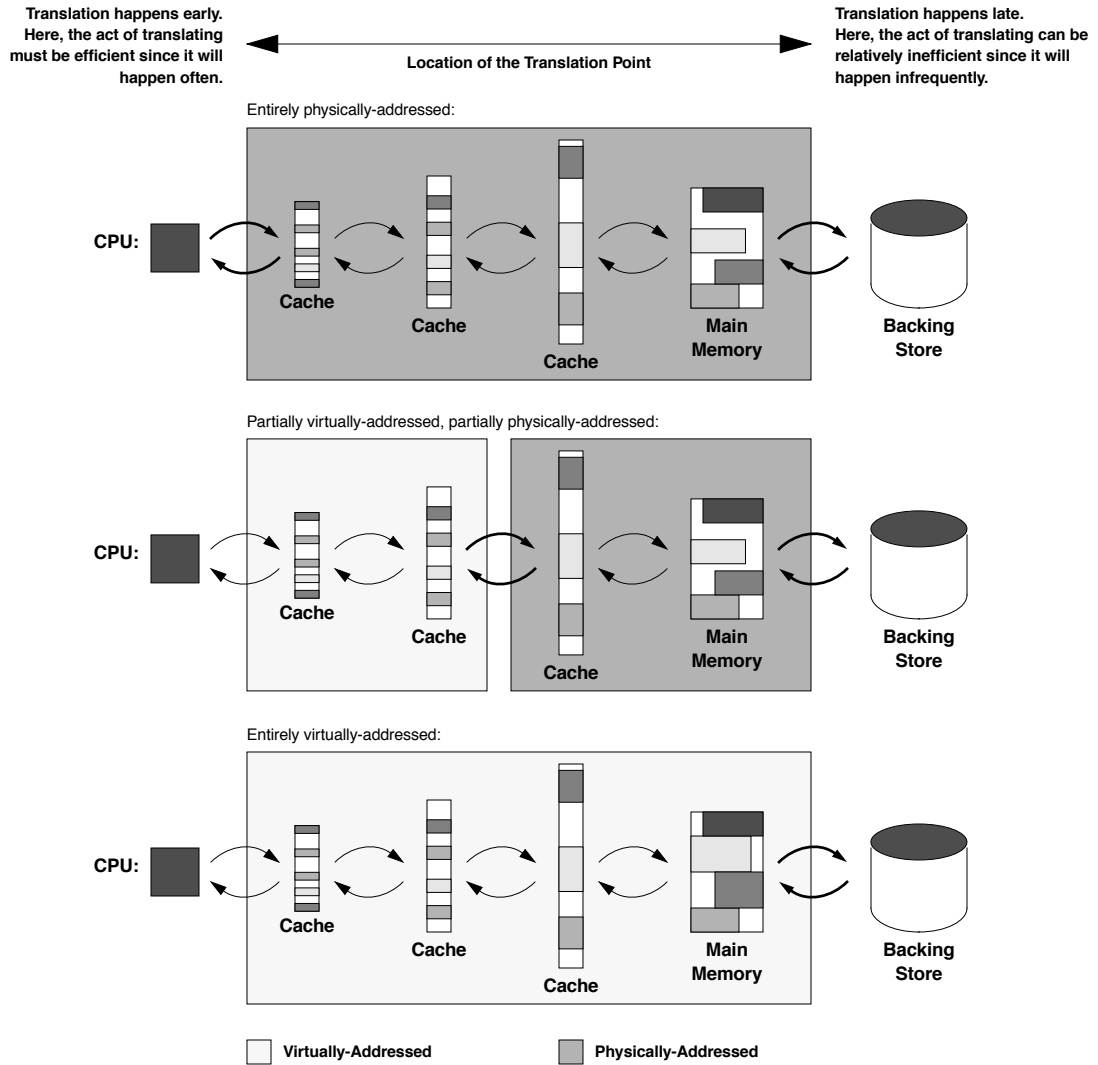 Translation happens early.
Here, the act of translating
must be efficient since it will
happen often.
Location of the Translation Point
Translation happens late.
Here, the act of translating can be
relatively inefficient since it will
happen infrequently.
Entirely physically-addressed:
CPU:
Cache
Cache
Cache
Main
Memory
Backing
Store
Partially virtually-addressed, partially physically-addressed:
CPU:
Cache
Cache
Cache
Main
Memory
Backing
Store
Entirely virtually-addressed:
CPU:
Cache
Cache
Cache
Main
Memory
Backing
Store
Virtually-Addressed
Physically-Addressed